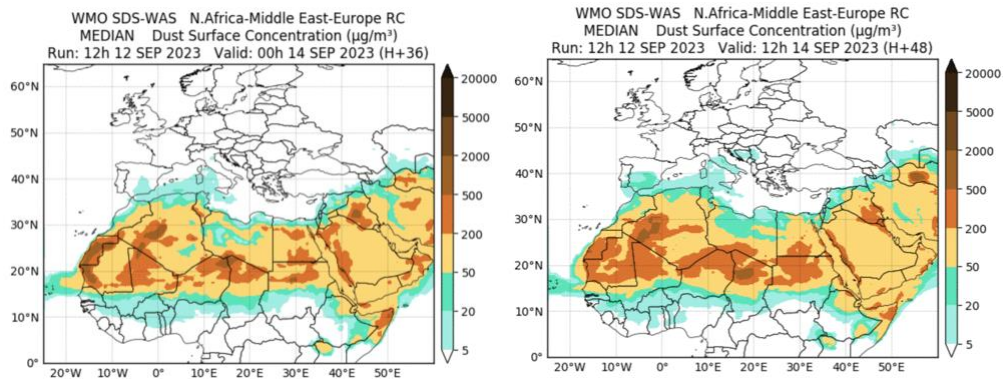 WMO SDS-WAS N.Africa-Middle East-Europe RC
MEDIAN Dust Surface Concentration (μg/m³)
Run: 12h 12 SEP 2023 Valid: 00h 14 SEP 2023 (H+36)
60°N
50°N
40°N
30°N
20°N
10°N
0°
20°W 10°W 0° 10°E 20°E 30°E 40°E 50°E
20000
5000
2000
500
200
50
20
5
WMO SDS-WAS N.Africa-Middle East-Europe RC
MEDIAN Dust Surface Concentration (μg/m³)
Run: 12h 12 SEP 2023 Valid: 12h 14 SEP 2023 (H+48)
60°N
50°N
40°N
30°N
20°N
10°N
0°
20°W 10°W 0° 10°E 20°E 30°E 40°E 50°E
20000
5000
2000
500
200
50
20
5